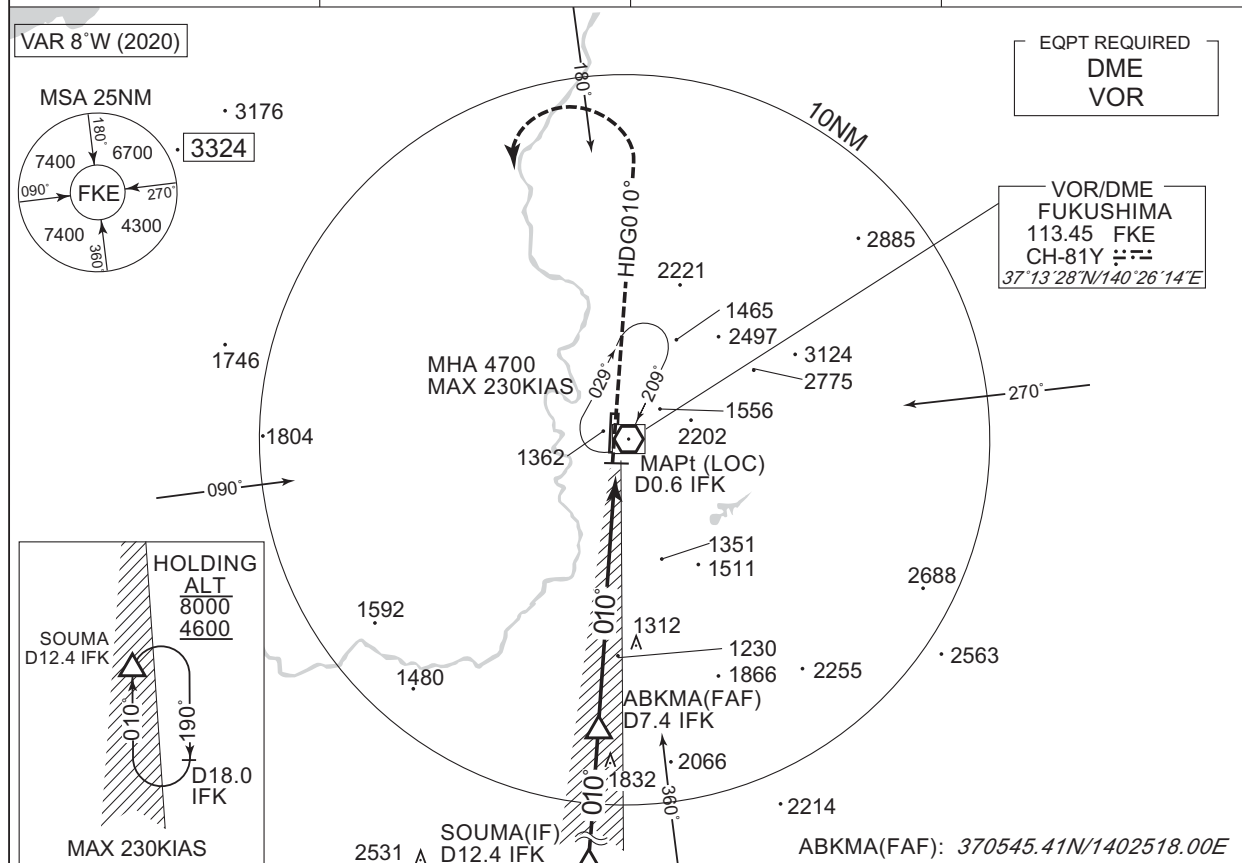 VAR 8°W (2020)
EQPT REQUIRED
DME
VOR
MSA 25NM
180°
7400
6700
090°
FKE
270°
7400
4300
360°
3176
3324
180°
10NM
HDG010°
VOR/DME
FUKUSHIMA
113.45 FKE
CH-81Y
37°13′28″N/140°26′14″E
2885
2221
1465
2497
3124
2775
1746
MHA 4700
MAX 230KIAS
029°
209°
270°
1556
2202
1804
1362
MAPt (LOC)
D0.6 IFK
090°
1351
1511
2688
HOLDING
ALT
8000
4600
SOUMA
D12.4 IFK
010°
190°
D18.0
IFK
MAX 230KIAS
1592
010°
1312
1230
1866
2255
2563
1480
ABKMA(FAF)
D7.4 IFK
2066
1832
010°
360°
2214
SOUMA(IF)
D12.4 IFK
2531
ABKMA(FAF): 370545.41N/1402518.00E